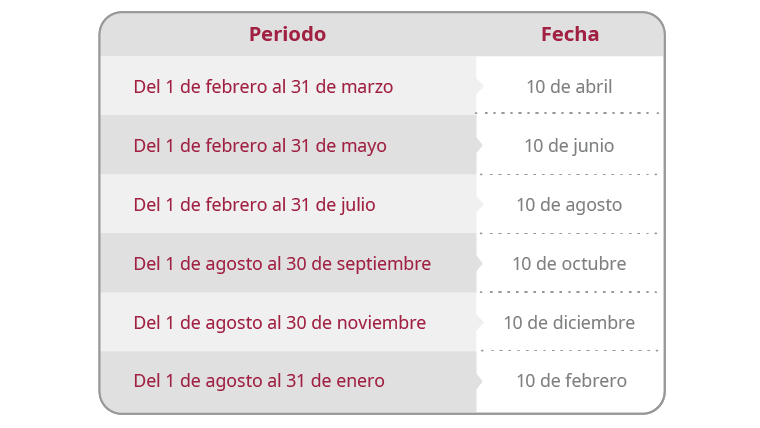 Periodo Fecha
Del 1 de febrero al 31 de marzo 10 de abril
Del 1 de febrero al 31 de mayo 10 de junio
Del 1 de febrero al 31 de julio 10 de agosto
Del 1 de agosto al 30 de septiembre 10 de octubre
Del 1 de agosto al 30 de noviembre 10 de diciembre
Del 1 de agosto al 31 de enero 10 de febrero